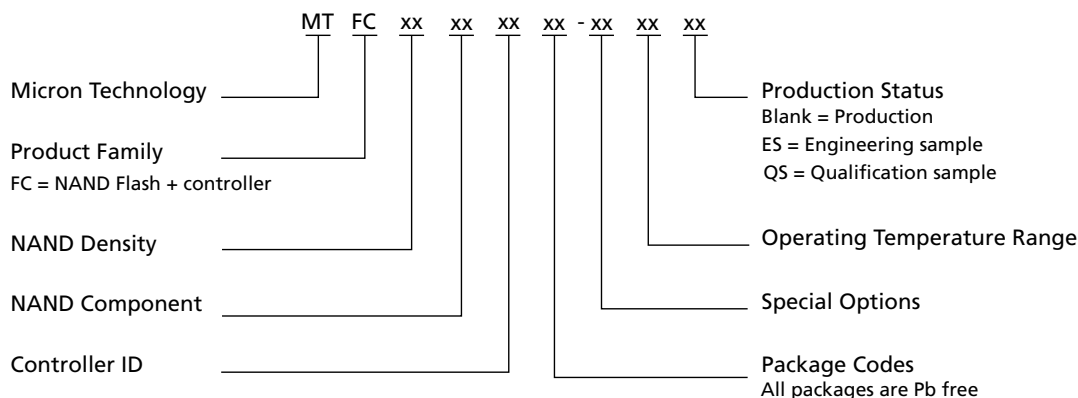 MT FC xx xx xx xx - xx xx xx
Micron Technology
Product Family
FC = NAND Flash + controller
NAND Density
NAND Component
Controller ID
Production Status
Blank = Production
ES = Engineering sample
QS = Qualification sample
Operating Temperature Range
Special Options
Package Codes
All packages are Pb free